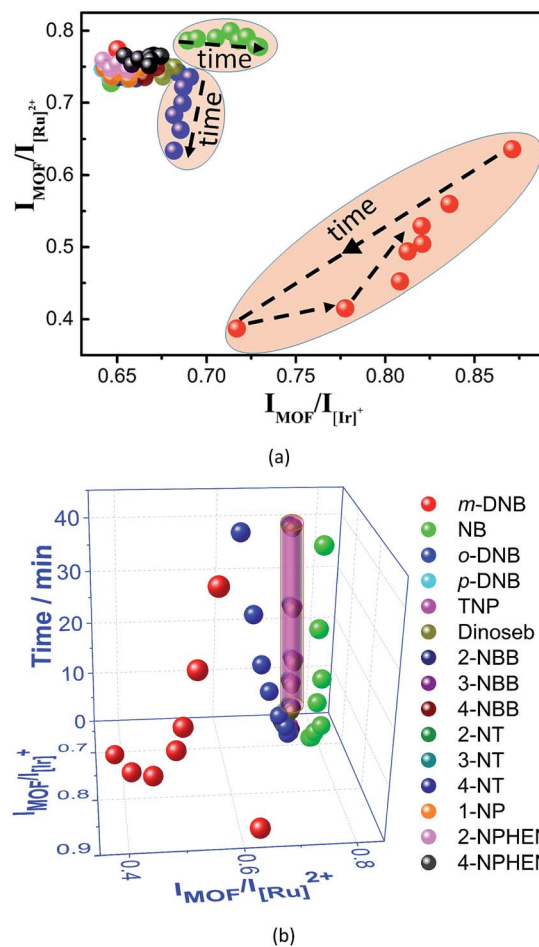 0.8
0.7
0.6
0.5
0.4
I_MOF/I_[Ru]²⁺
time
time
time
0.65 0.70 0.75 0.80 0.85
I_MOF/I_[Ir]⁺
(a)
40
30
20
10
0
Time / min
0.7
0.8
0.9
I_MOF/I_[Ir]⁺
0.4 0.6 0.8
I_MOF/I_[Ru]²⁺
m-DNB
NB
o-DNB
p-DNB
TNP
Dinoseb
2-NBB
3-NBB
4-NBB
2-NT
3-NT
4-NT
1-NP
2-NPHEN
4-NPHEN
(b)